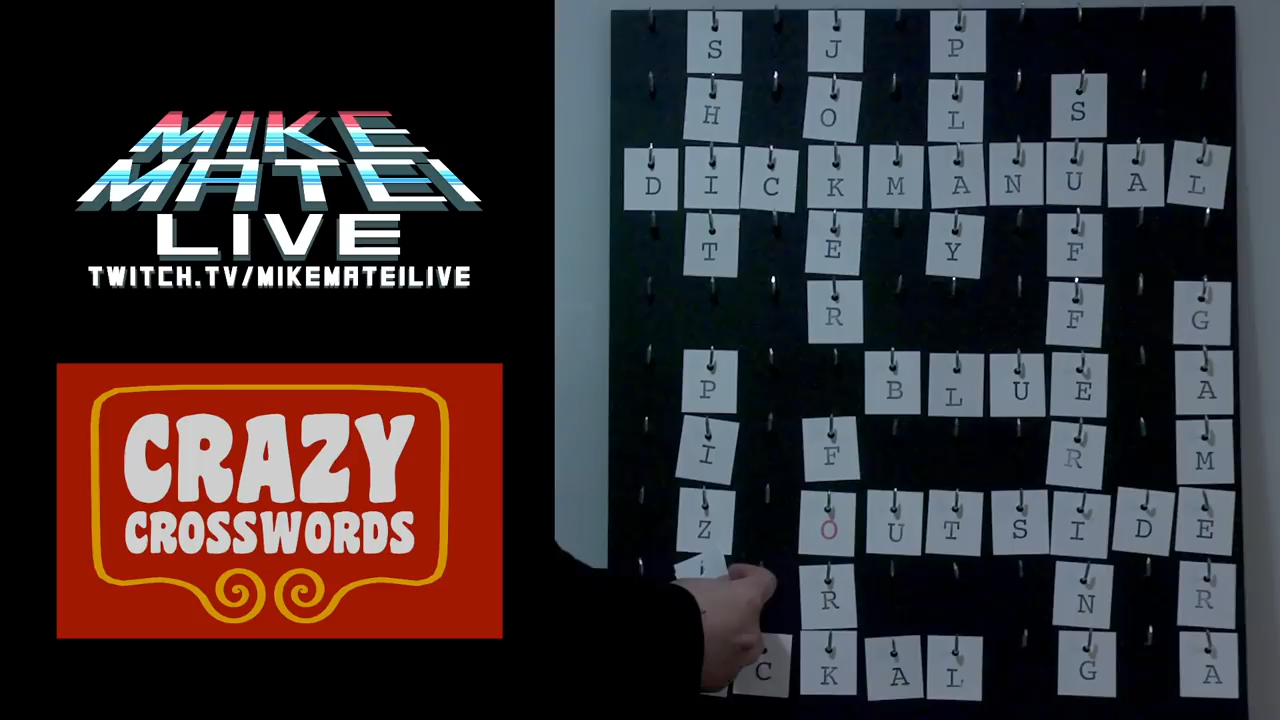 MIKE
MATEI
LIVE
TWITCH.TV/MIKEMATEILIVE
CRAZY
CROSSWORDS
S J P
H O L S
D I C K M A N U A L
T E Y F
R F G
P B L U E A
I F R M
Z O U T S I D E
R N R
C K A L G A